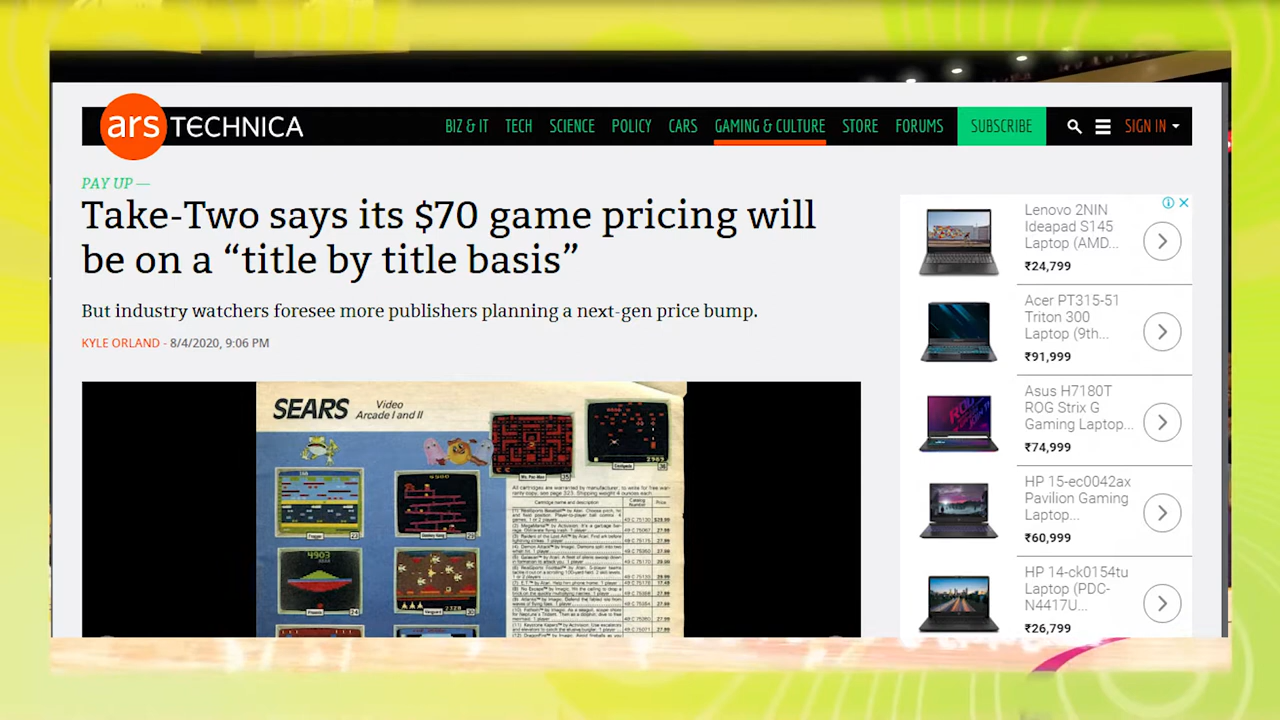 ars TECHNICA
BIZ & IT TECH SCIENCE POLICY CARS GAMING & CULTURE STORE FORUMS SUBSCRIBE SIGN IN
PAY UP —
Take-Two says its $70 game pricing will
be on a “title by title basis”
But industry watchers foresee more publishers planning a next-gen price bump.
KYLE ORLAND - 8/4/2020, 9:06 PM
SEARS Video
Arcade I and II
Lenovo 2NIN
Ideapad S145
Laptop (AMD...
₹24,799
Acer PT315-51
Triton 300
Laptop (9th...
₹91,999
Asus H7180T
ROG Strix G
Gaming Laptop...
₹74,999
HP 15-ec0042ax
Pavilion Gaming
Laptop...
₹60,999
HP 14-ck0154tu
Laptop (PDC-
N4417U...
₹26,799